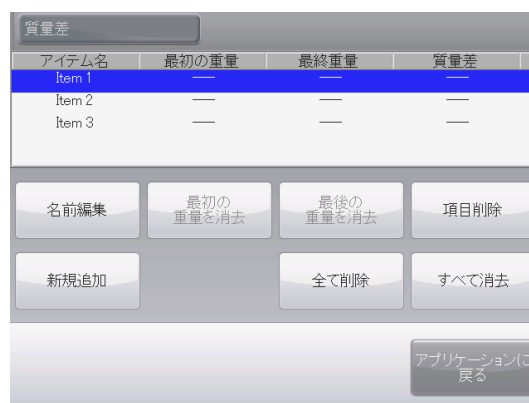 質量差
アイテム名 最初の重量 最終重量 質量差
Item 1 — — —
Item 2 — — —
Item 3 — — —
名前編集 最初の重量を消去 最後の重量を消去 項目削除
新規追加 全て削除 すべて消去
アプリケーションに
戻る